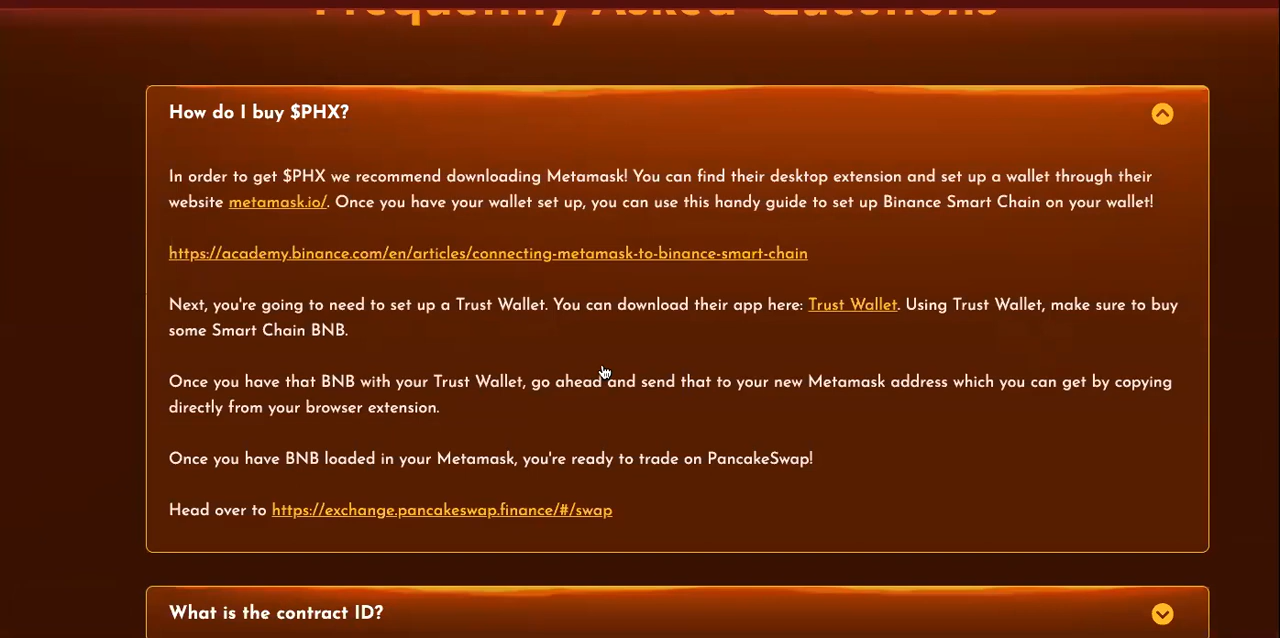 Frequently Asked Questions
How do I buy $PHX?
In order to get $PHX we recommend downloading Metamask! You can find their desktop extension and set up a wallet through their
website metamask.io/. Once you have your wallet set up, you can use this handy guide to set up Binance Smart Chain on your wallet!
https://academy.binance.com/en/articles/connecting-metamask-to-binance-smart-chain
Next, you're going to need to set up a Trust Wallet. You can download their app here: Trust Wallet. Using Trust Wallet, make sure to buy
some Smart Chain BNB.
Once you have that BNB with your Trust Wallet, go ahead and send that to your new Metamask address which you can get by copying
directly from your browser extension.
Once you have BNB loaded in your Metamask, you're ready to trade on PancakeSwap!
Head over to https://exchange.pancakeswap.finance/#/swap
What is the contract ID?